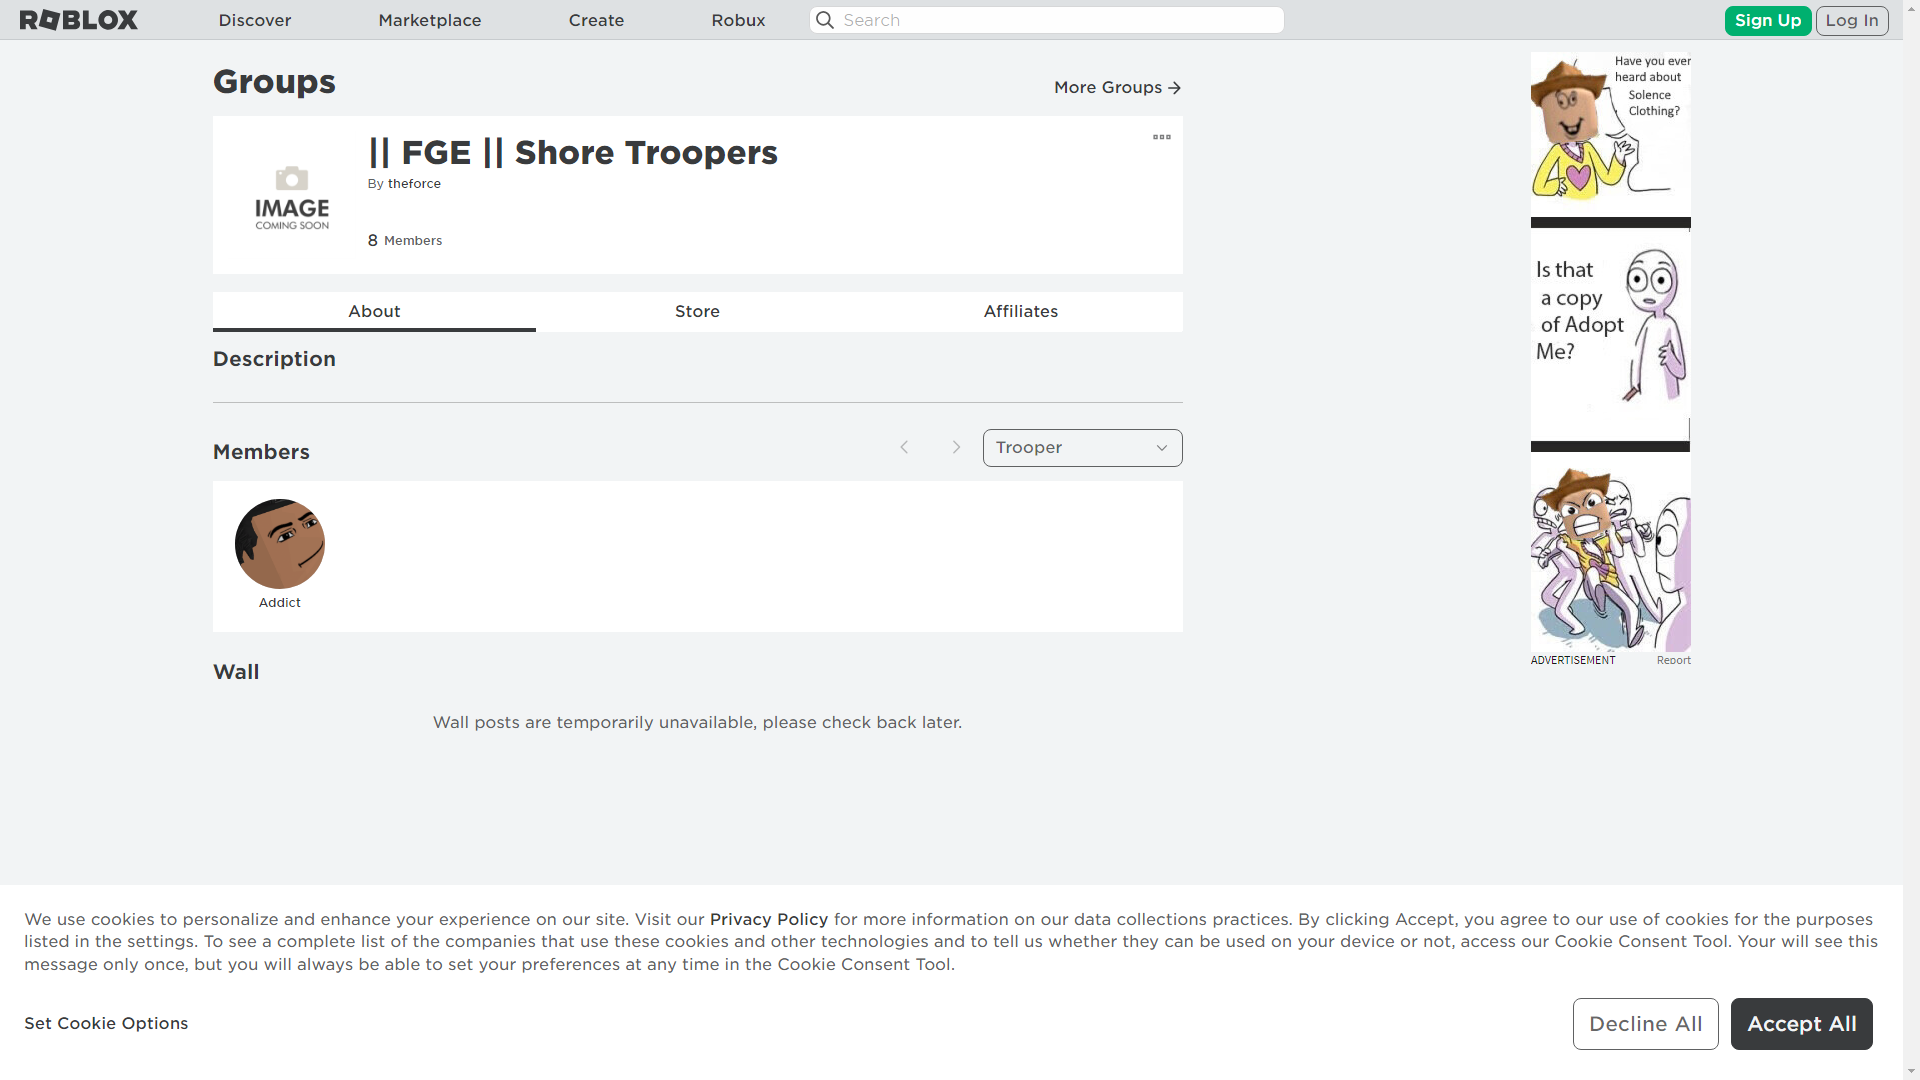 ROBLOX
Discover
Marketplace
Create
Robux
Search
Sign Up
Log In
Groups
More Groups
IMAGE
COMING SOON
|| FGE || Shore Troopers
By theforce
8 Members
About
Store
Affiliates
Description
Members
Trooper
Addict
Wall
Wall posts are temporarily unavailable, please check back later.
Have you ever
heard about
Solence
Clothing?
Is that
a copy
of Adopt
Me?
ADVERTISEMENT
Report
We use cookies to personalize and enhance your experience on our site. Visit our Privacy Policy for more information on our data collections practices. By clicking Accept, you agree to our use of cookies for the purposes
listed in the settings. To see a complete list of the companies that use these cookies and other technologies and to tell us whether they can be used on your device or not, access our Cookie Consent Tool. Your will see this
message only once, but you will always be able to set your preferences at any time in the Cookie Consent Tool.
Set Cookie Options
Decline All
Accept All